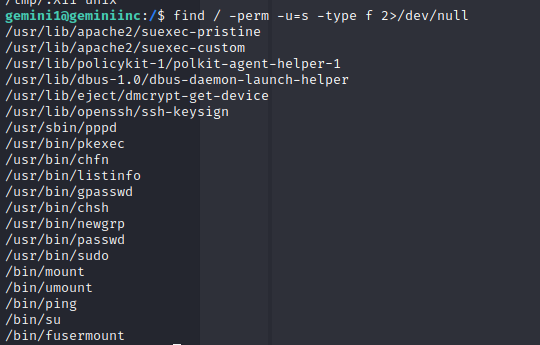 /tmp/.X11-unix
gemini1@geminiinc:/$ find / -perm -u=s -type f 2>/dev/null
/usr/lib/apache2/suexec-pristine
/usr/lib/apache2/suexec-custom
/usr/lib/policykit-1/polkit-agent-helper-1
/usr/lib/dbus-1.0/dbus-daemon-launch-helper
/usr/lib/eject/dmcrypt-get-device
/usr/lib/openssh/ssh-keysign
/usr/sbin/pppd
/usr/bin/pkexec
/usr/bin/chfn
/usr/bin/listinfo
/usr/bin/gpasswd
/usr/bin/chsh
/usr/bin/newgrp
/usr/bin/passwd
/usr/bin/sudo
/bin/mount
/bin/umount
/bin/ping
/bin/su
/bin/fusermount